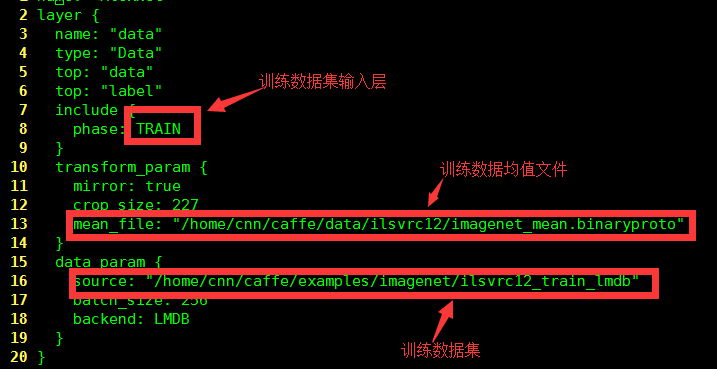 2 layer {
3 name: "data"
4 type: "Data"
5 top: "data"
6 top: "label"
训练数据集输入层
7 include {
8 phase: TRAIN
9 }
10 transform_param {
训练数据均值文件
11 mirror: true
12 crop_size: 227
13 mean_file: "/home/cnn/caffe/data/ilsvrc12/imagenet_mean.binaryproto"
14 }
15 data_param {
16 source: "/home/cnn/caffe/examples/imagenet/ilsvrc12_train_lmdb"
17 batch_size: 256
18 backend: LMDB
19 }
训练数据集
20 }